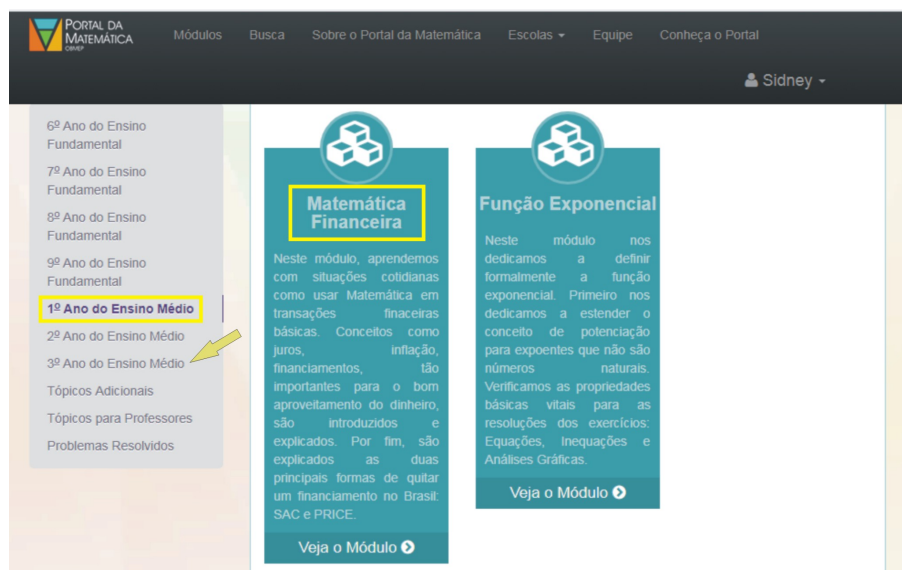 PORTAL DA
MATEMÁTICA
OBMEP
Módulos Busca Sobre o Portal da Matemática Escolas Equipe Conheça o Portal
Sidney
6º Ano do Ensino
Fundamental
7º Ano do Ensino
Fundamental
8º Ano do Ensino
Fundamental
9º Ano do Ensino
Fundamental
1º Ano do Ensino Médio
2º Ano do Ensino Médio
3º Ano do Ensino Médio
Tópicos Adicionais
Tópicos para Professores
Problemas Resolvidos
Matemática
Financeira
Neste módulo, aprendemos
com situações cotidianas
como usar Matemática em
transações finaceiras
básicas. Conceitos como
juros, inflação,
financiamentos, tão
importantes para o bom
aproveitamento do dinheiro,
são introduzidos e
explicados. Por fim, são
explicados as duas
principais formas de quitar
um financiamento no Brasil:
SAC e PRICE.
Veja o Módulo
Função Exponencial
Neste módulo nos
dedicamos a definir
formalmente a função
exponencial. Primeiro nos
dedicamos a estender o
conceito de potenciação
para expoentes que não são
números naturais.
Verificamos as propriedades
básicas vitais para as
resoluções dos exercícios:
Equações, Inequações e
Análises Gráficas.
Veja o Módulo